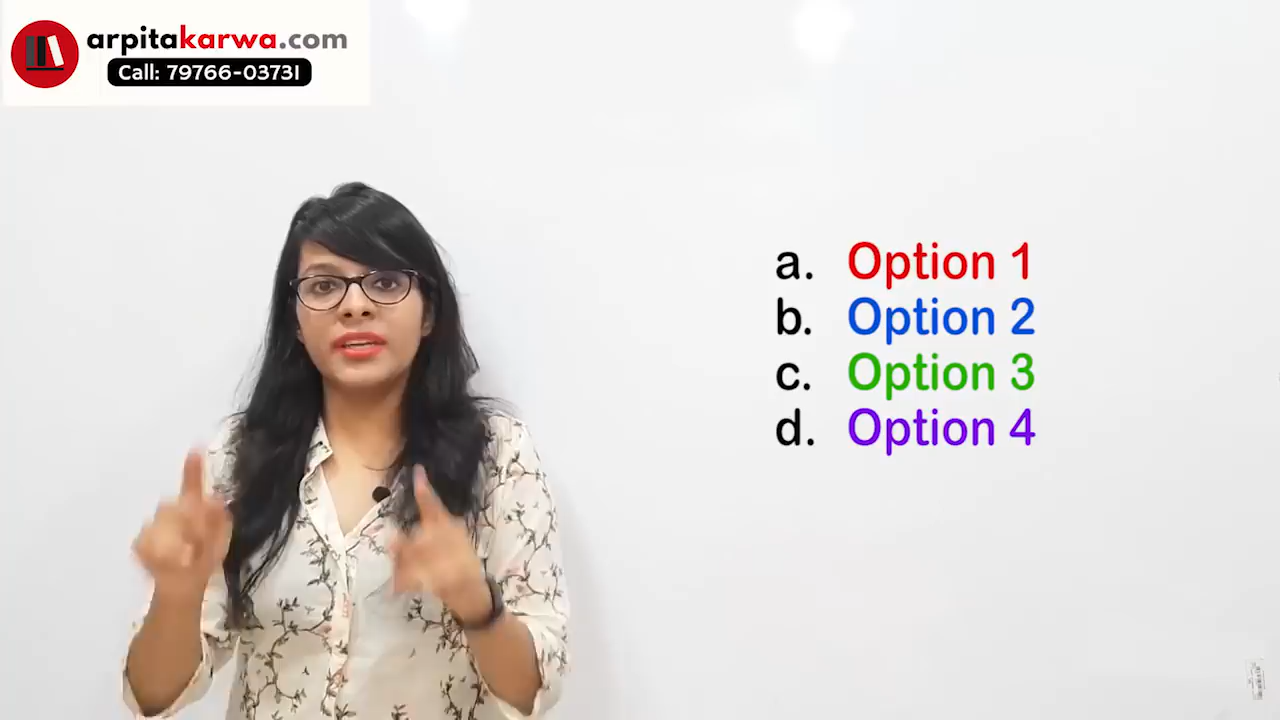 arpitakarwa.com
Call: 79766-03731
a. Option 1
b. Option 2
c. Option 3
d. Option 4